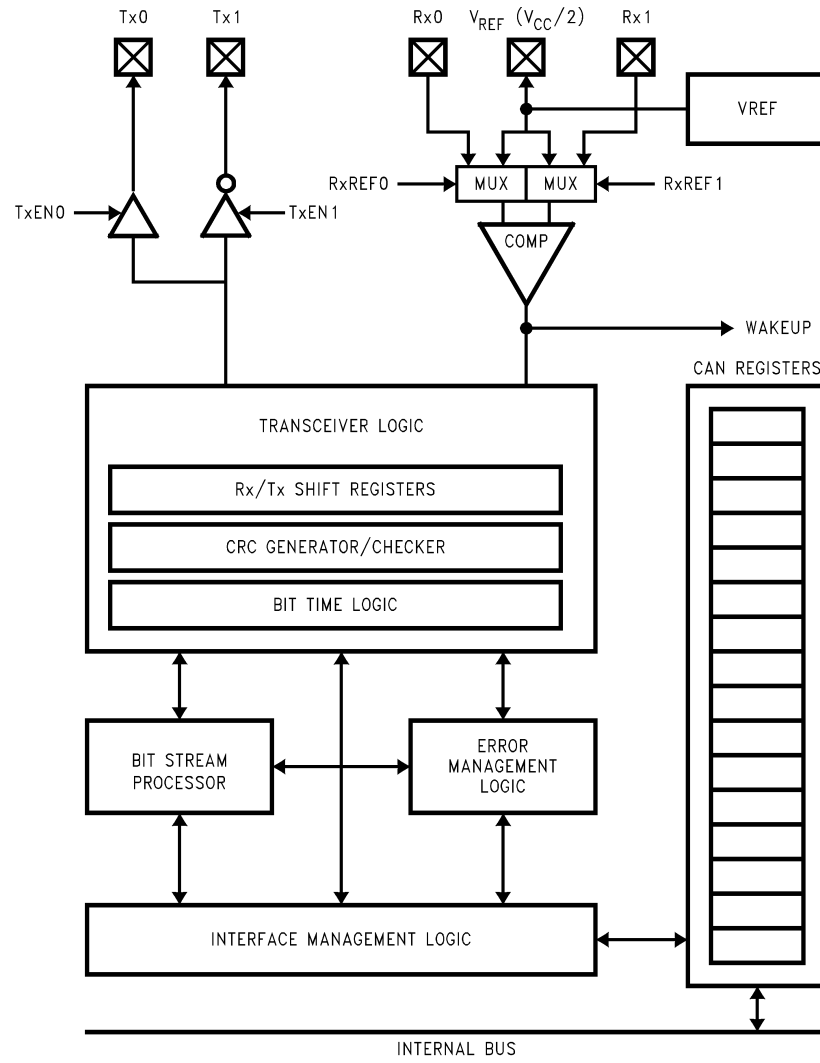 Tx0 Tx1 Rx0 VREF (VCC/2) Rx1
VREF
RxREF0 MUX MUX RxREF1
TxEN0 TxEN1
COMP
WAKEUP
CAN REGISTERS
TRANSCEIVER LOGIC
Rx/Tx SHIFT REGISTERS
CRC GENERATOR/CHECKER
BIT TIME LOGIC
BIT STREAM
PROCESSOR
ERROR
MANAGEMENT
LOGIC
INTERFACE MANAGEMENT LOGIC
INTERNAL BUS